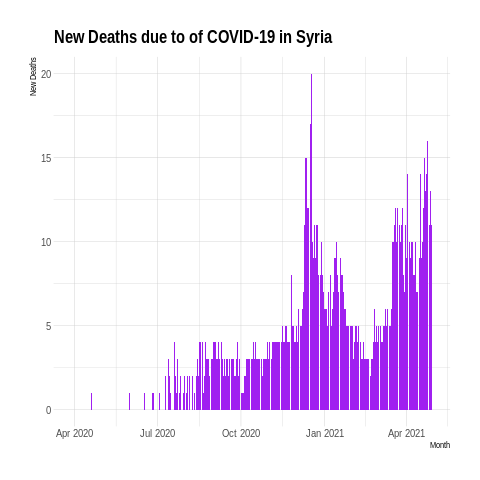 New Deaths due to of COVID-19 in Syria
New Deaths
20
15
10
5
0
Apr 2020 Jul 2020 Oct 2020 Jan 2021 Apr 2021
Month